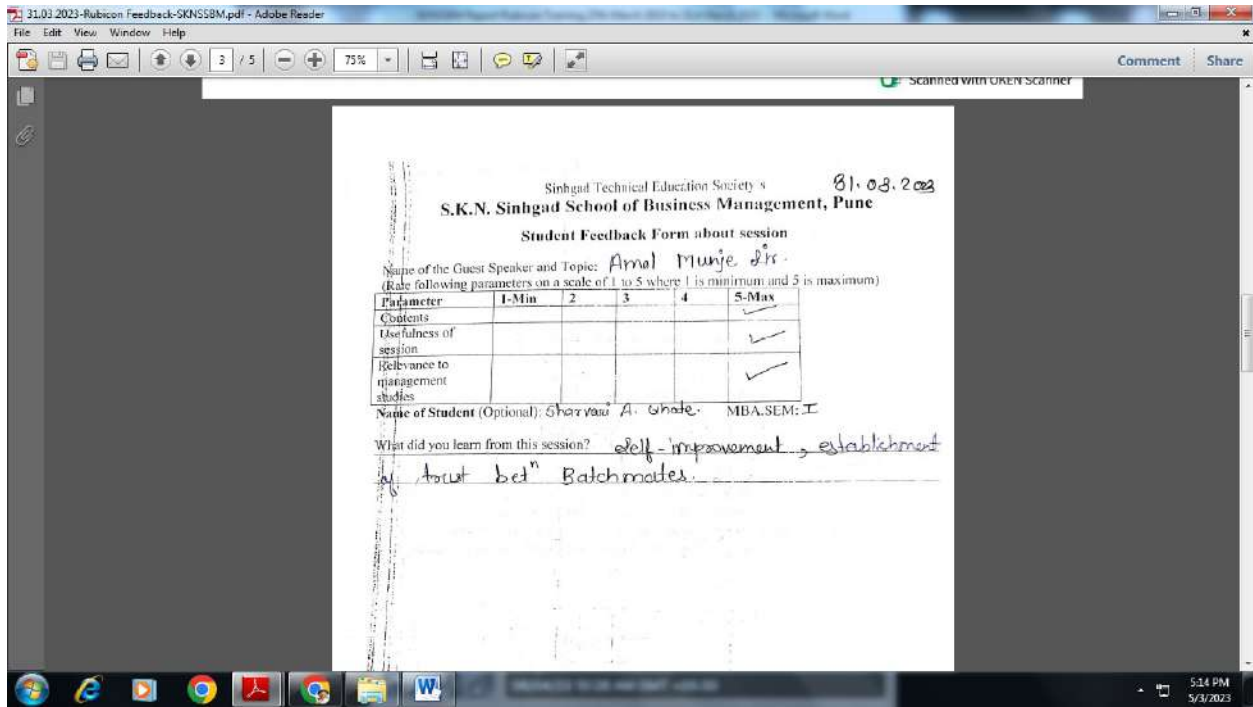 31.03.2023-Rubicon Feedback-SKNSSBM.pdf - Adobe Reader
File Edit View Window Help
3 / 5 75% Comment Share
Scanned with OKEN Scanner
Sinhgad Technical Education Society s 31.03.2023
S.K.N. Sinhgad School of Business Management, Pune
Student Feedback Form about session
Name of the Guest Speaker and Topic: Amol Munje Sir.
(Rate following parameters on a scale of 1 to 5 where 1 is minimum and 5 is maximum)
Parameter 1-Min 2 3 4 5-Max
Contents
Usefulness of
session
Relevance to
management
studies
Name of Student (Optional): Sharvari A. Ghate. MBA.SEM: I
What did you learn from this session? self-improvement, establishment
of trust betn Batchmates.
5:14 PM
5/3/2023